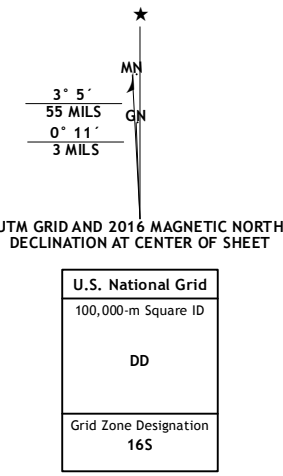 ★
MN
3° 5´
55 MILS
GN
0° 11´
3 MILS
UTM GRID AND 2016 MAGNETIC NORTH
DECLINATION AT CENTER OF SHEET
U.S. National Grid
100,000-m Square ID
DD
Grid Zone Designation
16S